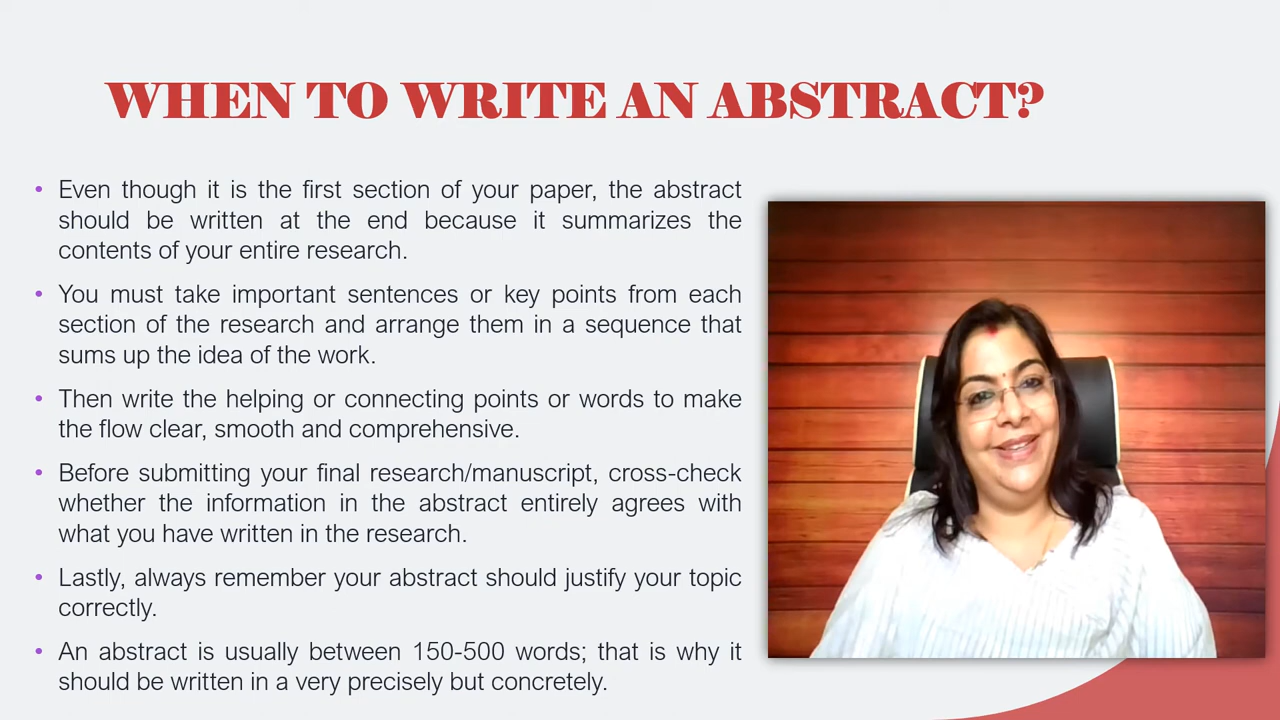 WHEN TO WRITE AN ABSTRACT?
• Even though it is the first section of your paper, the abstract
should be written at the end because it summarizes the
contents of your entire research.
• You must take important sentences or key points from each
section of the research and arrange them in a sequence that
sums up the idea of the work.
• Then write the helping or connecting points or words to make
the flow clear, smooth and comprehensive.
• Before submitting your final research/manuscript, cross-check
whether the information in the abstract entirely agrees with
what you have written in the research.
• Lastly, always remember your abstract should justify your topic
correctly.
• An abstract is usually between 150-500 words; that is why it
should be written in a very precisely but concretely.